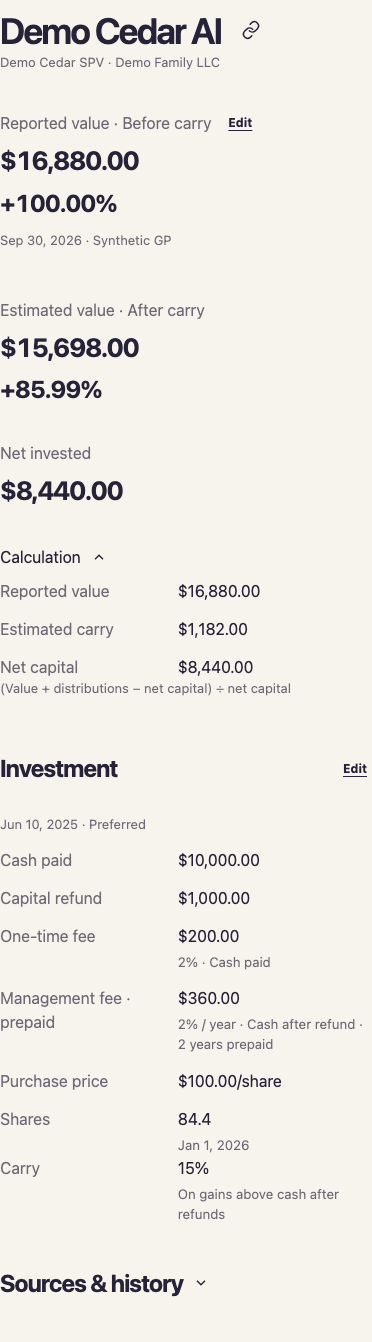 Demo Cedar AI
Demo Cedar SPV · Demo Family LLC
Reported value · Before carry Edit
$16,880.00
+100.00%
Sep 30, 2026 · Synthetic GP
Estimated value · After carry
$15,698.00
+85.99%
Net invested
$8,440.00
Calculation
Reported value $16,880.00
Estimated carry $1,182.00
Net capital $8,440.00
(Value + distributions − net capital) ÷ net capital
Investment Edit
Jun 10, 2025 · Preferred
Cash paid $10,000.00
Capital refund $1,000.00
One-time fee $200.00
2% · Cash paid
Management fee · $360.00
prepaid 2% / year · Cash after refund ·
2 years prepaid
Purchase price $100.00/share
Shares 84.4
Jan 1, 2026
Carry 15%
On gains above cash after
refunds
Sources & history